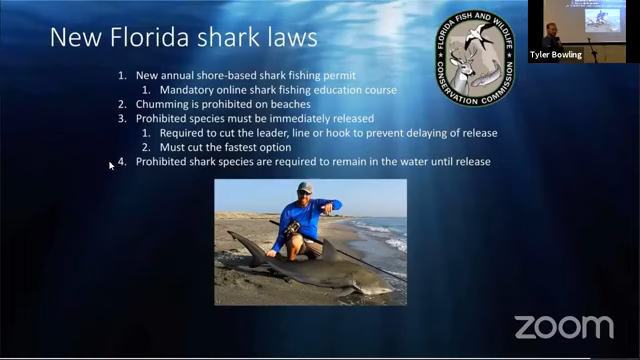 New Florida shark laws
1. New annual shore-based shark fishing permit
1. Mandatory online shark fishing education course
2. Chumming is prohibited on beaches
3. Prohibited species must be immediately released
1. Required to cut the leader, line or hook to prevent delaying of release
2. Must cut the fastest option
4. Prohibited shark species are required to remain in the water until release
FLORIDA FISH AND WILDLIFE
CONSERVATION COMMISSION
Tyler Bowling
zoom